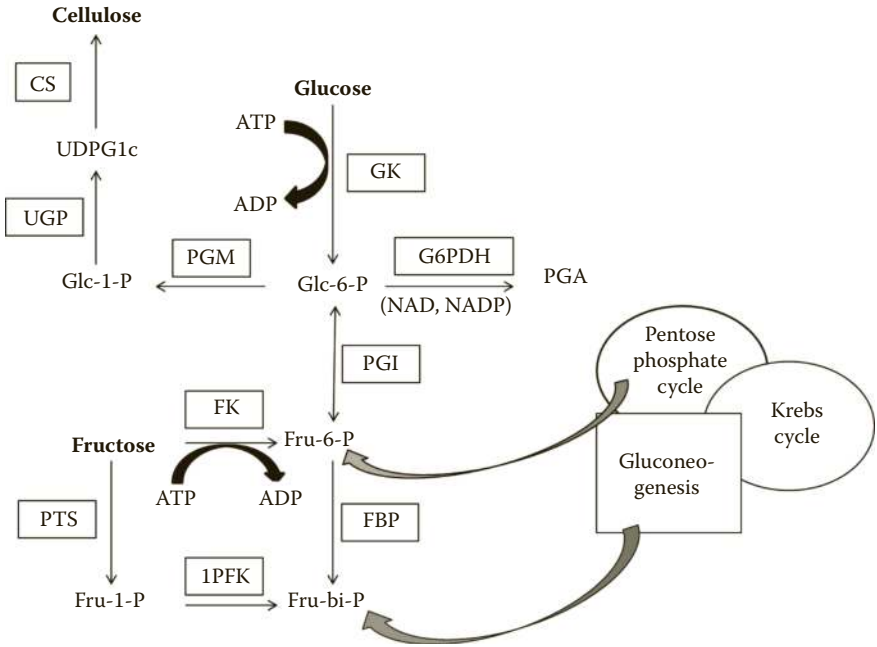 Cellulose
CS
Glucose
ATP
UDPG1c
GK
ADP
UGP
PGM
G6PDH
Glc-1-P
Glc-6-P
PGA
(NAD, NADP)
Pentose
phosphate
cycle
PGI
Krebs
cycle
FK
Fructose
Fru-6-P
Gluconeo-
genesis
ATP
ADP
PTS
FBP
1PFK
Fru-1-P
Fru-bi-P